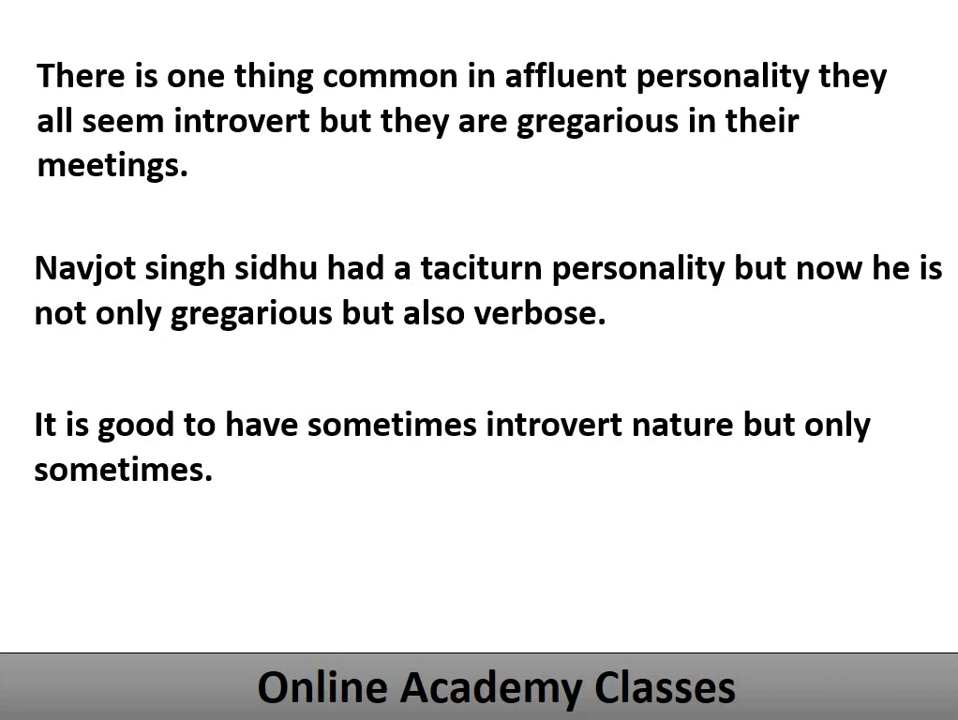 There is one thing common in affluent personality they
all seem introvert but they are gregarious in their
meetings.
Navjot singh sidhu had a taciturn personality but now he is
not only gregarious but also verbose.
It is good to have sometimes introvert nature but only
sometimes.
Online Academy Classes